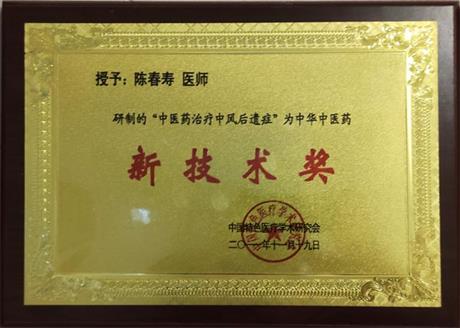 授予：陈春寿 医师
研制的“中医药治疗中风后遗症”为中华中医药
新技术奖
中国特色医疗学术研究会
二〇一一年十一月十九日